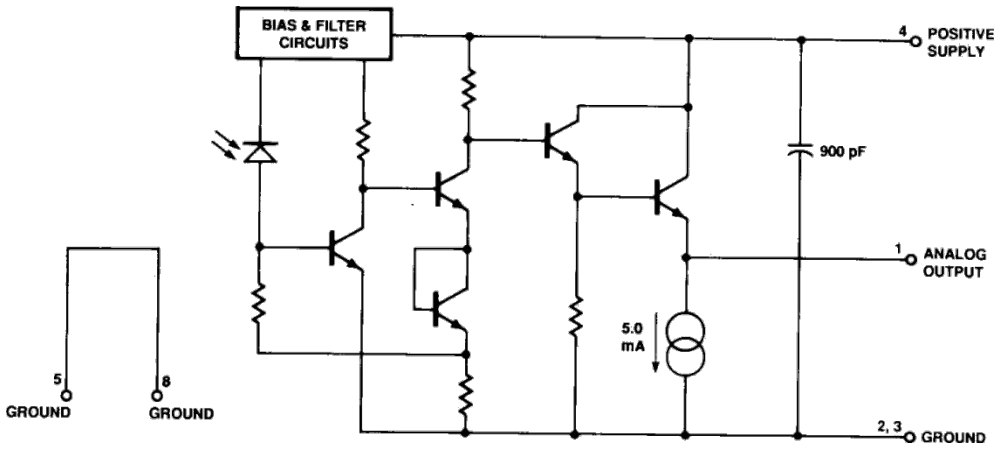 BIAS & FILTER
CIRCUITS
4
POSITIVE
SUPPLY
900 pF
1
ANALOG
OUTPUT
5.0
mA
5
8
GROUND
GROUND
2, 3
GROUND